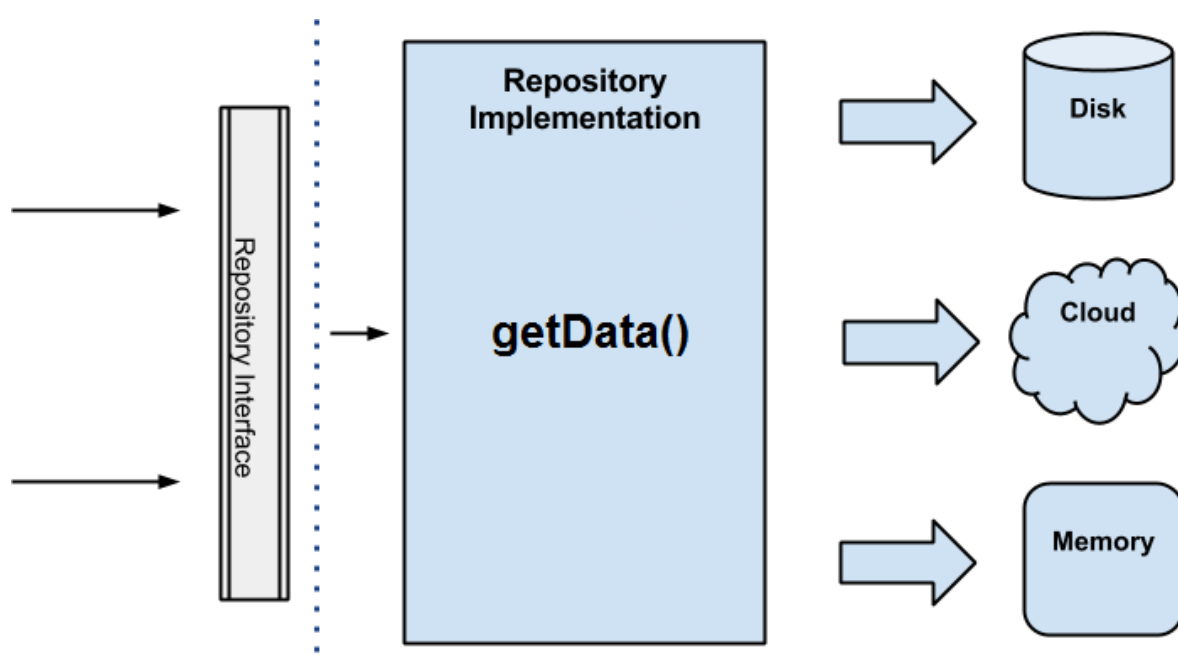 Repository Interface
Repository
Implementation
getData()
Disk
Cloud
Memory